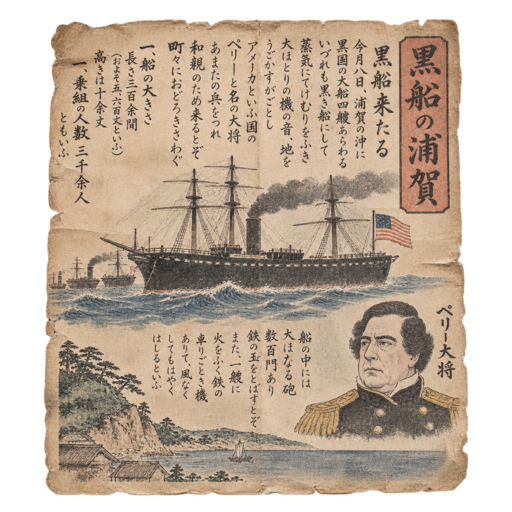 黒船の浦賀
黒船来たる
今月八日、浦賀の沖に
黒国の大船四艘あらわる
いづれも黒き船にして
蒸気にてけむりをふき
大ほとりの機の音、地を
うごかすがごとし
アメーカといふ国の
ペリーと名の大将
あまたの兵をつれ
和親のため来るとぞ
町々におどろきさわぐ
一、船の大きさ
長さ三百余間
(およそ五、六百丈といふ)
高きは十余丈
一、乗組の人数 三千余人
ともいふ
ペリー大将
船の中には
大ほなる砲
数百門あり
鉄の玉をとばすとぞ
また、一艘に
火をふく鉄の
車りごとき機
ありて、風なく
してもはやく
はしるといふ